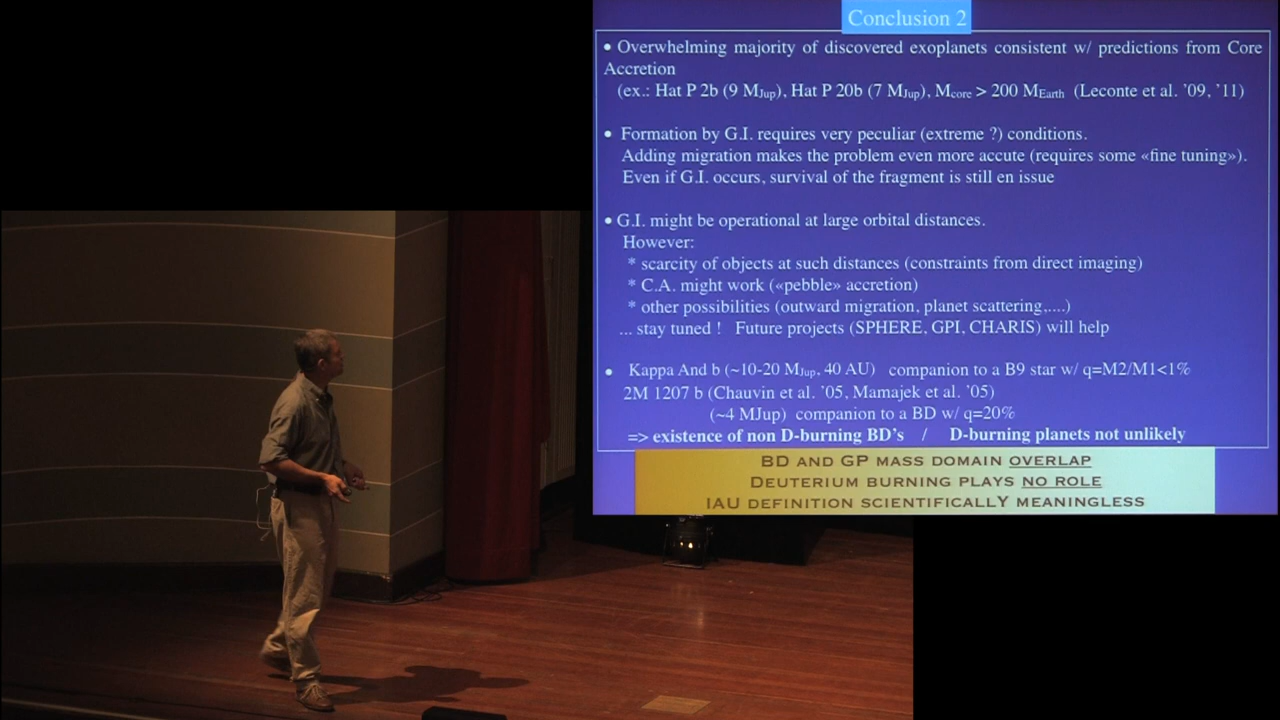 Conclusion 2
• Overwhelming majority of discovered exoplanets consistent w/ predictions from Core
Accretion
(ex.: Hat P 2b (9 MJup), Hat P 20b (7 MJup), Mcore > 200 MEarth (Leconte et al. '09, '11)
• Formation by G.I. requires very peculiar (extreme ?) conditions.
Adding migration makes the problem even more accute (requires some «fine tuning»).
Even if G.I. occurs, survival of the fragment is still en issue
• G.I. might be operational at large orbital distances.
However:
* scarcity of objects at such distances (constraints from direct imaging)
* C.A. might work («pebble» accretion)
* other possibilities (outward migration, planet scattering,....)
... stay tuned ! Future projects (SPHERE, GPI, CHARIS) will help
• Kappa And b (~10-20 MJup, 40 AU) companion to a B9 star w/ q=M2/M1<1%
2M 1207 b (Chauvin et al. '05, Mamajek et al. '05)
(~4 MJup) companion to a BD w/ q=20%
=> existence of non D-burning BD's / D-burning planets not unlikely
BD AND GP MASS DOMAIN OVERLAP
DEUTERIUM BURNING PLAYS NO ROLE
IAU DEFINITION SCIENTIFICALLY MEANINGLESS